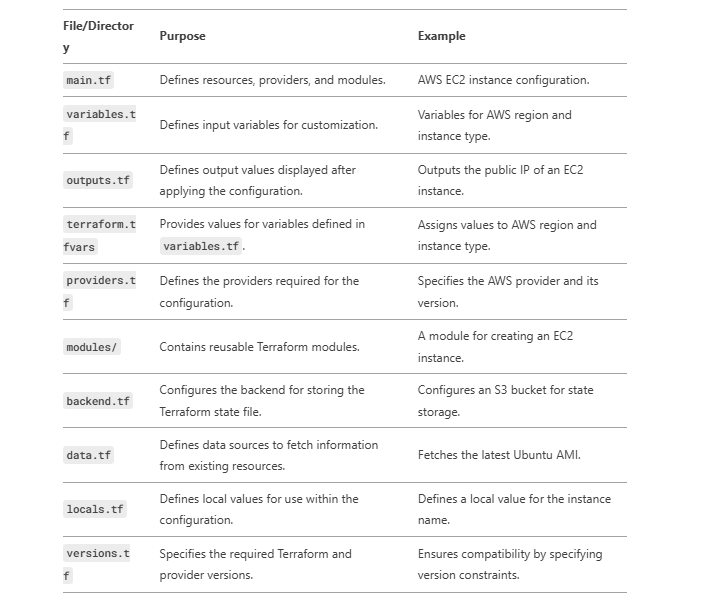 File/Director Purpose Example
y
main.tf Defines resources, providers, and modules. AWS EC2 instance configuration.
variables.t Defines input variables for customization. Variables for AWS region and
f instance type.
outputs.tf Defines output values displayed after Outputs the public IP of an EC2
applying the configuration. instance.
terraform.t Provides values for variables defined in Assigns values to AWS region and
fvars variables.tf. instance type.
providers.t Defines the providers required for the Specifies the AWS provider and its
f configuration. version.
modules/ Contains reusable Terraform modules. A module for creating an EC2
instance.
backend.tf Configures the backend for storing the Configures an S3 bucket for state
Terraform state file. storage.
data.tf Defines data sources to fetch information Fetches the latest Ubuntu AMI.
from existing resources.
locals.tf Defines local values for use within the Defines a local value for the instance
configuration. name.
versions.t Specifies the required Terraform and Ensures compatibility by specifying
f provider versions. version constraints.